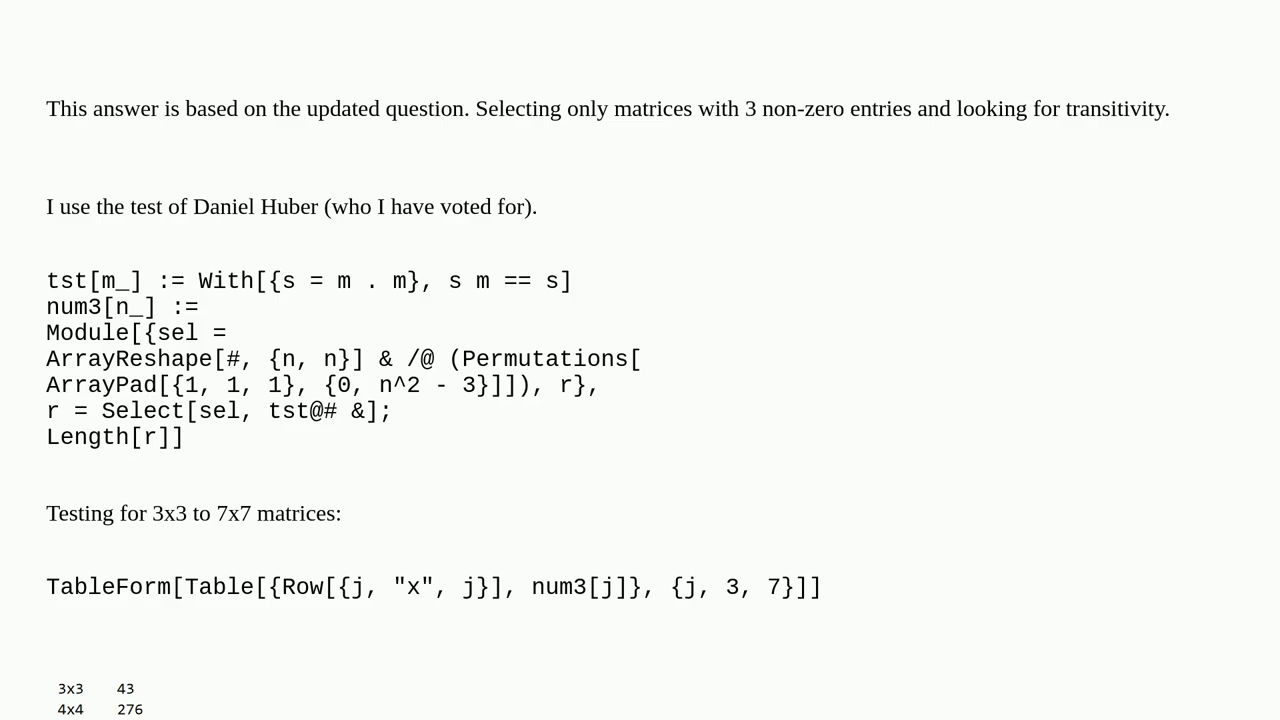 This answer is based on the updated question. Selecting only matrices with 3 non-zero entries and looking for transitivity.
I use the test of Daniel Huber (who I have voted for).
tst[m_] := With[{s = m . m}, s m == s]
num3[n_] :=
Module[{sel =
ArrayReshape[#, {n, n}] & /@ (Permutations[
ArrayPad[{1, 1, 1}, {0, n^2 - 3}]]), r},
r = Select[sel, tst@# &];
Length[r]]
Testing for 3x3 to 7x7 matrices:
TableForm[Table[{Row[{j, "x", j}], num3[j]}, {j, 3, 7}]]
3x3 43
4x4 276